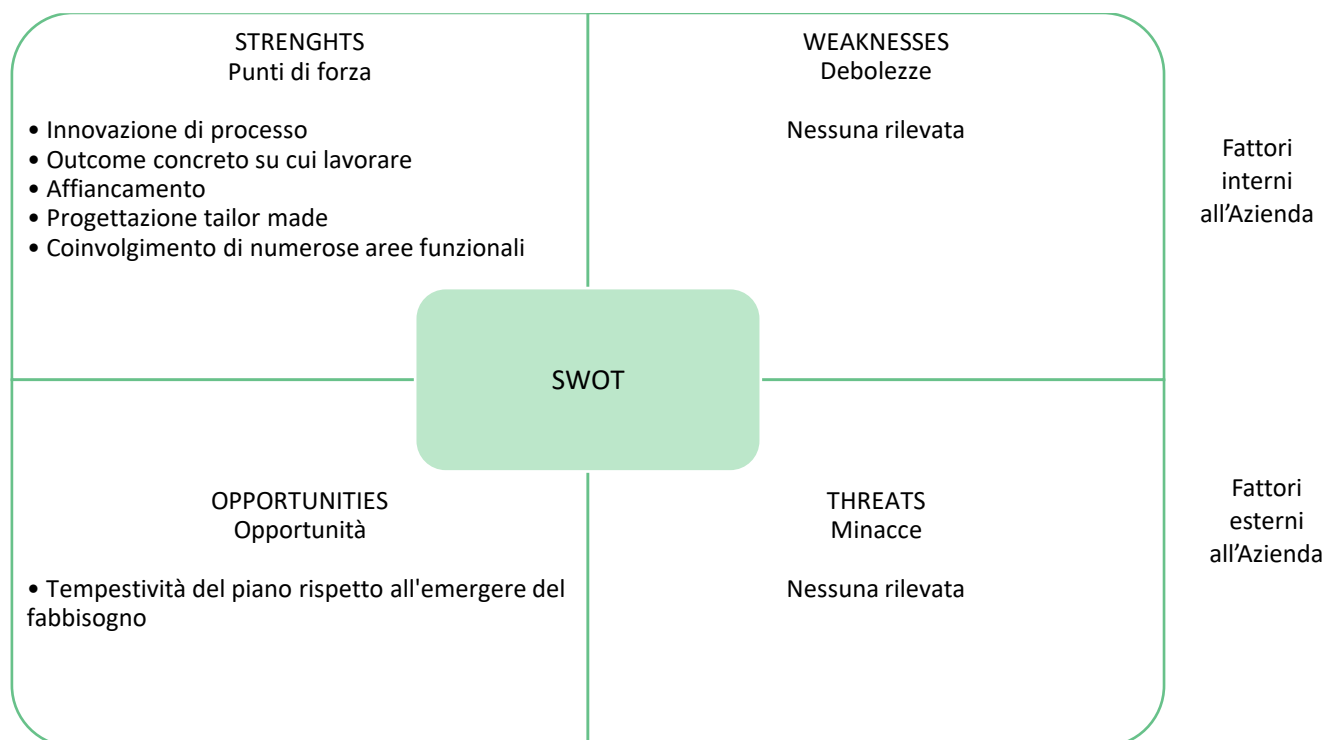 STRENGHTS
Punti di forza
• Innovazione di processo
• Outcome concreto su cui lavorare
• Affiancamento
• Progettazione tailor made
• Coinvolgimento di numerose aree funzionali
WEAKNESSES
Debolezze
Nessuna rilevata
Fattori
interni
all’Azienda
SWOT
OPPORTUNITIES
Opportunità
• Tempestività del piano rispetto all'emergere del
fabbisogno
THREATS
Minacce
Nessuna rilevata
Fattori
esterni
all’Azienda